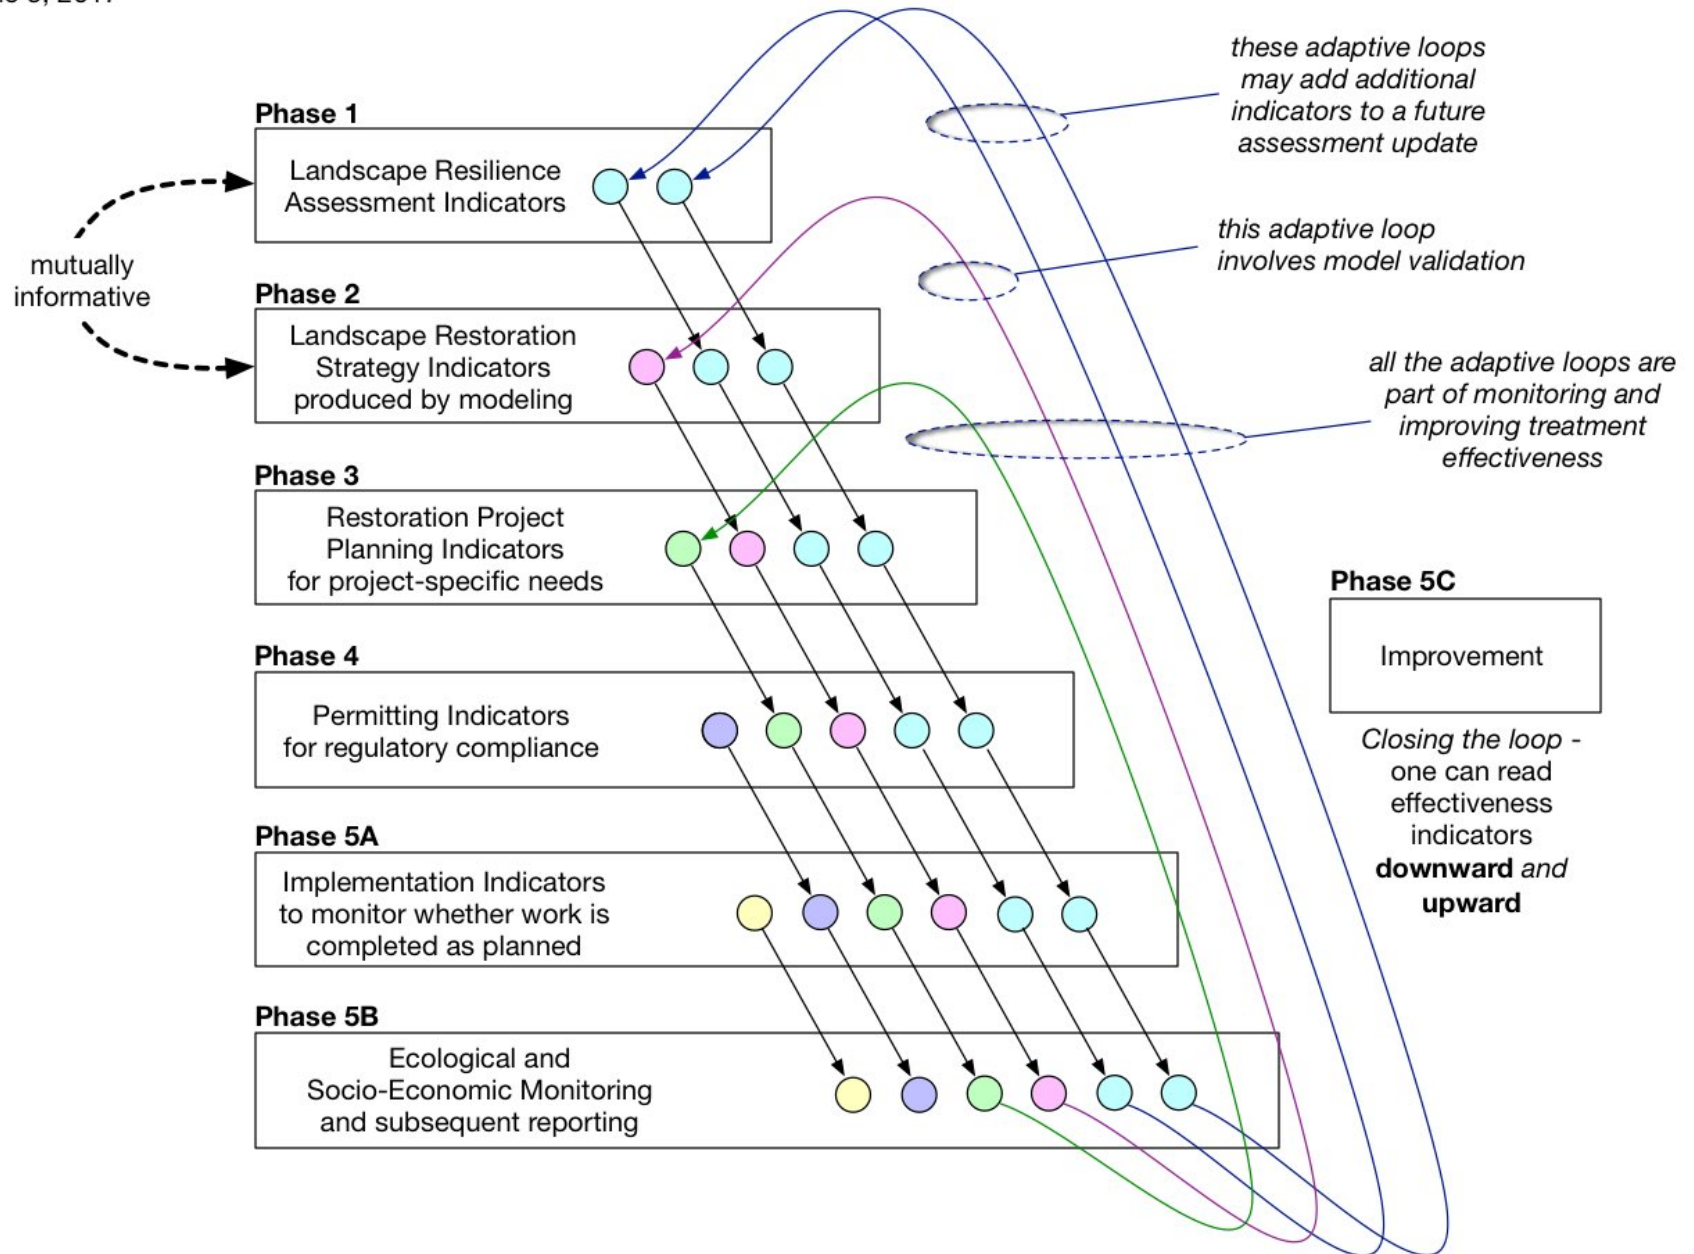 2017
these adaptive loops
may add additional
indicators to a future
assessment update
Phase 1
Landscape Resilience
Assessment Indicators
this adaptive loop
involves model validation
mutually
informative
Phase 2
Landscape Restoration
Strategy Indicators
produced by modeling
all the adaptive loops are
part of monitoring and
improving treatment
effectiveness
Phase 3
Restoration Project
Planning Indicators
for project-specific needs
Phase 5C
Improvement
Closing the loop -
one can read
effectiveness
indicators
downward and
upward
Phase 4
Permitting Indicators
for regulatory compliance
Phase 5A
Implementation Indicators
to monitor whether work is
completed as planned
Phase 5B
Ecological and
Socio-Economic Monitoring
and subsequent reporting